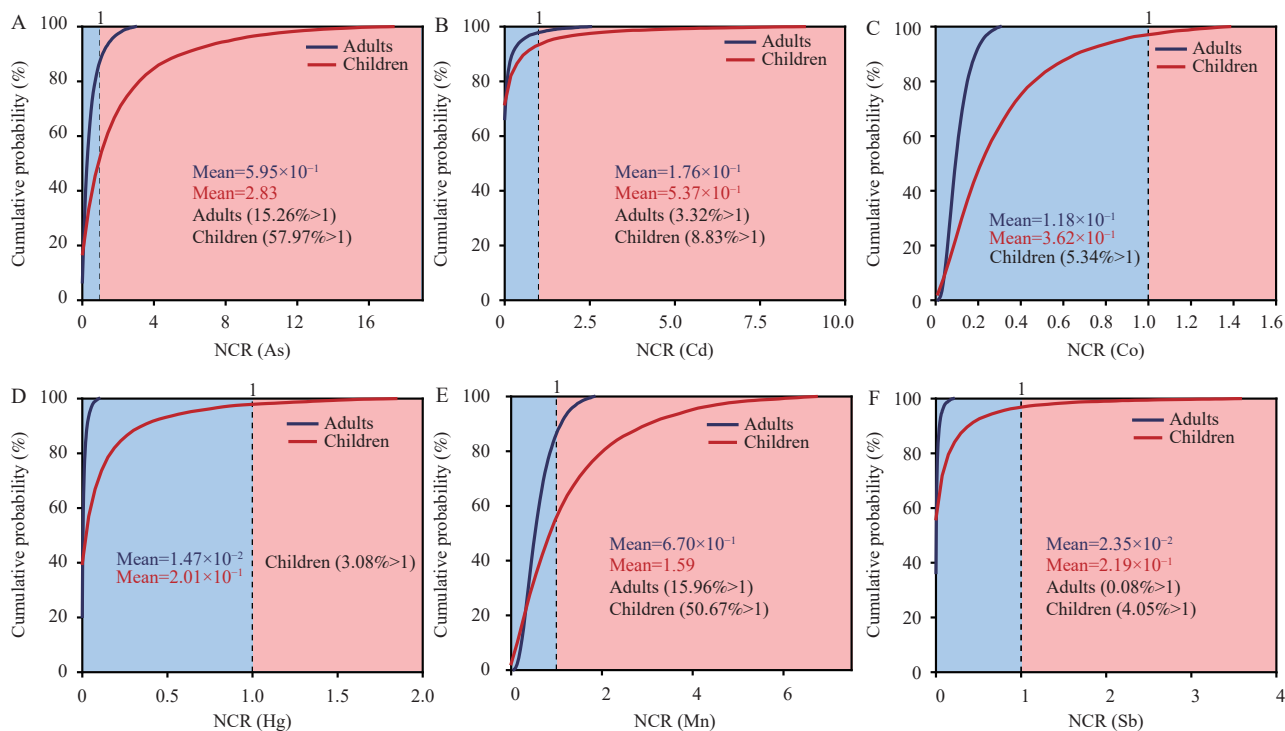 A
1
Adults
Children
Mean=5.95×10⁻¹
Mean=2.83
Adults (15.26%>1)
Children (57.97%>1)
Cumulative probability (%)
100
80
60
40
20
0
0
4
8
12
16
NCR (As)
B
1
Adults
Children
Mean=1.76×10⁻¹
Mean=5.37×10⁻¹
Adults (3.32%>1)
Children (8.83%>1)
Cumulative probability (%)
100
80
60
40
20
0
0
2.5
5.0
7.5
10.0
NCR (Cd)
C
1
Adults
Children
Mean=1.18×10⁻¹
Mean=3.62×10⁻¹
Children (5.34%>1)
Cumulative probability (%)
100
80
60
40
20
0
0
0.2
0.4
0.6
0.8
1.0
1.2
1.4
1.6
NCR (Co)
D
1
Adults
Children
Mean=1.47×10⁻²
Mean=2.01×10⁻¹
Children (3.08%>1)
Cumulative probability (%)
100
80
60
40
20
0
0
0.5
1.0
1.5
2.0
NCR (Hg)
E
1
Adults
Children
Mean=6.70×10⁻¹
Mean=1.59
Adults (15.96%>1)
Children (50.67%>1)
Cumulative probability (%)
100
80
60
40
20
0
0
2
4
6
NCR (Mn)
F
1
Adults
Children
Mean=2.35×10⁻²
Mean=2.19×10⁻¹
Adults (0.08%>1)
Children (4.05%>1)
Cumulative probability (%)
100
80
60
40
20
0
0
1
2
3
4
NCR (Sb)